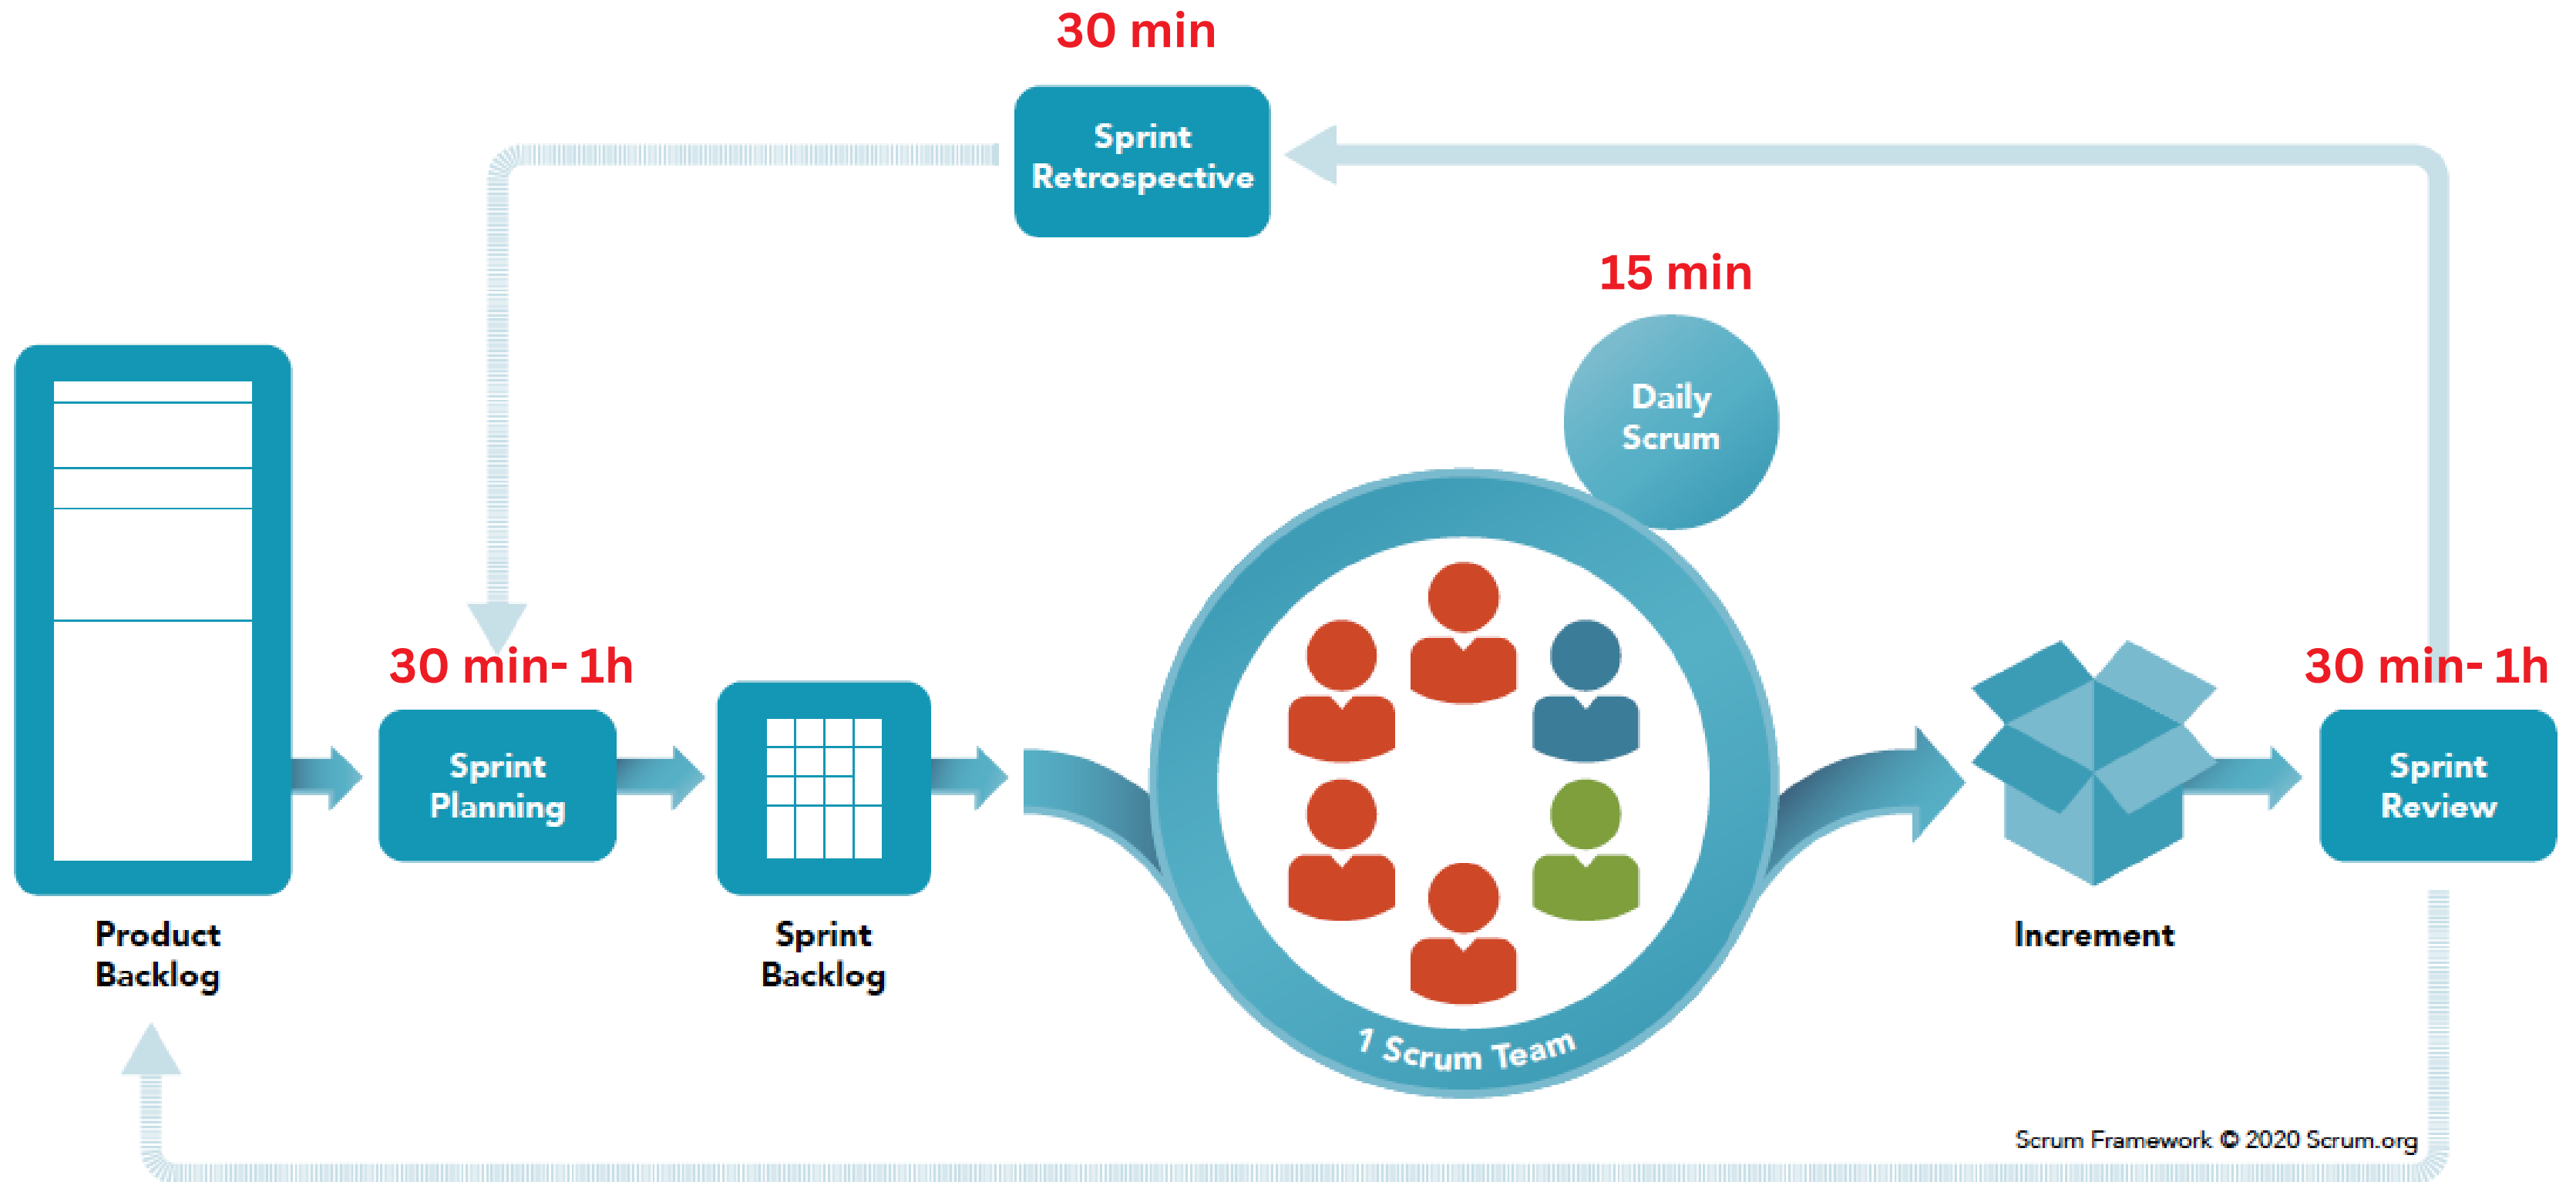 30 min
Sprint
Retrospective
15 min
Daily
Scrum
30 min- 1h
Sprint
Planning
30 min- 1h
Sprint
Review
Product
Backlog
Sprint
Backlog
Increment
1 Scrum Team
Scrum Framework © 2020 Scrum.org